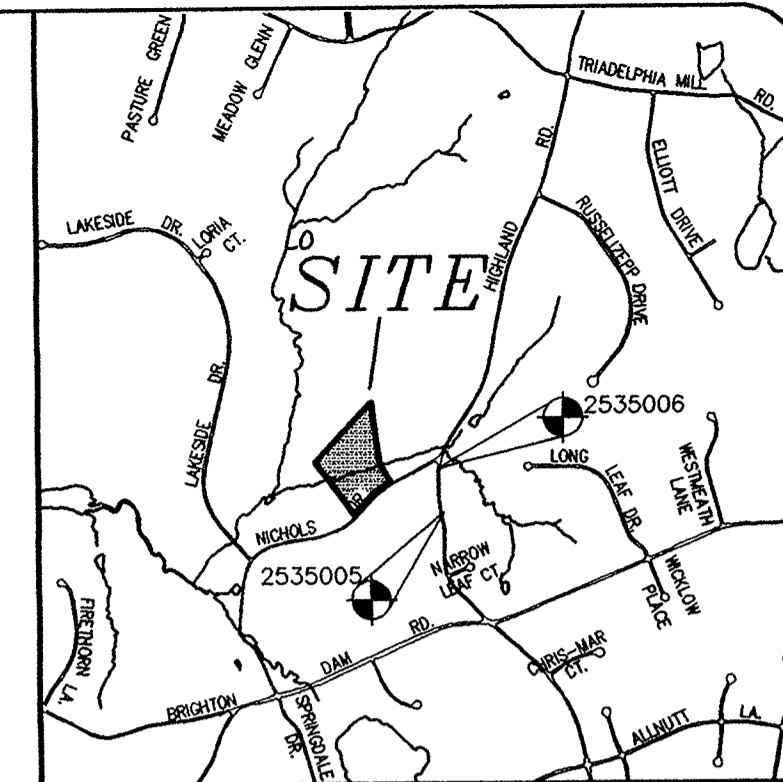 PASTURE GREEN
MEADOW GLENN
TRIADELPHIA MILL
RD.
RD.
ELLIOTT DRIVE
LAKESIDE DR.
LORIA
CT.
RUSSELIZEPP DRIVE
HIGHLAND
SITE
LAKESIDE DR.
2535006
LONG
LEAF DR.
WESTMEATH
LANE
DR.
NICHOLS
NARROW
LEAF CT.
2535005
WICKLOW
PLACE
FIRETHORN LA.
RD.
DAM
CHRIS-MAR
CT.
BRIGHTON
SPRINGDALE
DR.
ALLNUTT LA.